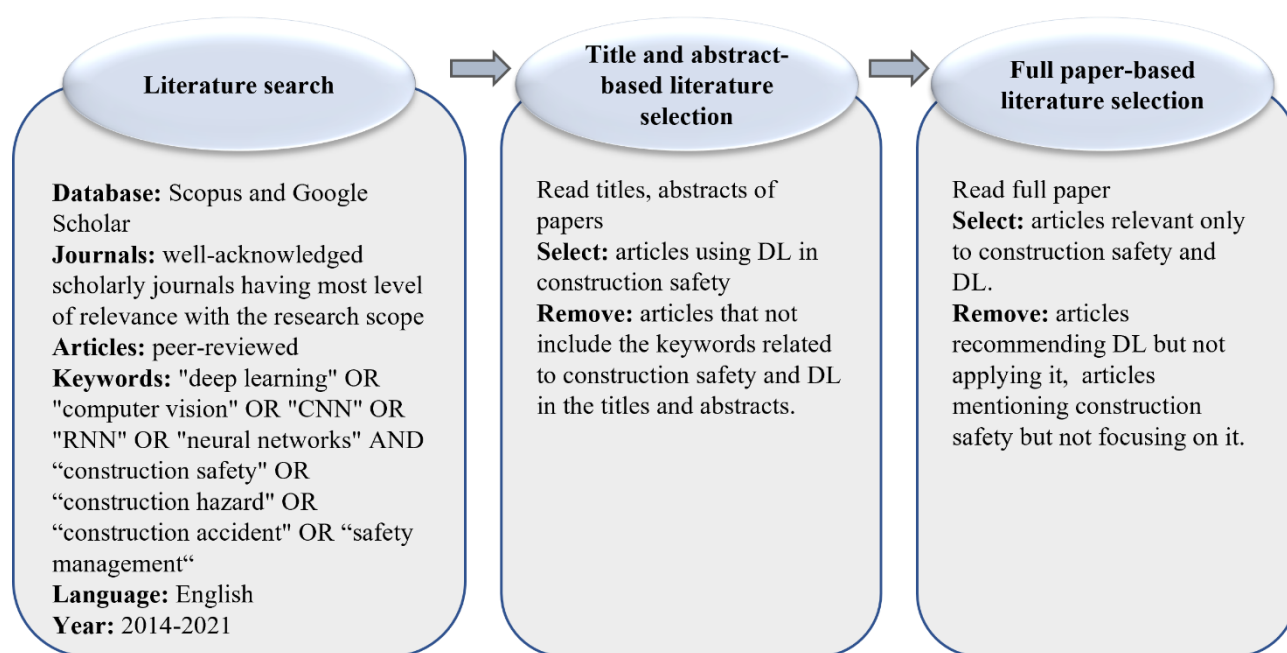 Literature search
Database: Scopus and Google
Scholar
Journals: well-acknowledged
scholarly journals having most level
of relevance with the research scope
Articles: peer-reviewed
Keywords: "deep learning" OR
"computer vision" OR "CNN" OR
"RNN" OR "neural networks" AND
“construction safety" OR
“construction hazard" OR
“construction accident" OR “safety
management“
Language: English
Year: 2014-2021
Title and abstract-
based literature
selection
Read titles, abstracts of
papers
Select: articles using DL in
construction safety
Remove: articles that not
include the keywords related
to construction safety and DL
in the titles and abstracts.
Full paper-based
literature selection
Read full paper
Select: articles relevant only
to construction safety and
DL.
Remove: articles
recommending DL but not
applying it,  articles
mentioning construction
safety but not focusing on it.